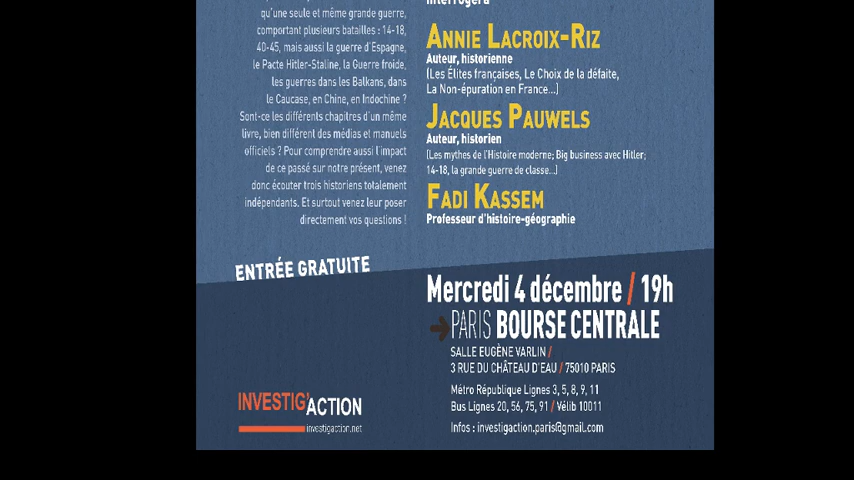 qu'une seule et même grande guerre,
comportant plusieurs batailles : 14-18,
40-45, mais aussi la guerre d'Espagne,
le Pacte Hitler-Staline, la Guerre froide,
les guerres dans les Balkans, dans
le Caucase, en Chine, en Indochine ?
Sont-ce les différents chapitres d'un même
livre, bien différent des médias et manuels
officiels ? Pour comprendre aussi l'impact
de ce passé sur notre présent, venez
donc écouter trois historiens totalement
indépendants. Et surtout venez leur poser
directement vos questions !
ENTRÉE GRATUITE
interrogera
ANNIE LACROIX-RIZ
Auteur, historienne
(Les Élites françaises, Le Choix de la défaite,
La Non-épuration en France...)
JACQUES PAUWELS
Auteur, historien
(Les mythes de l'Histoire moderne; Big business avec Hitler;
14-18, la grande guerre de classe...)
FADI KASSEM
Professeur d'histoire-géographie
Mercredi 4 décembre / 19h
PARIS BOURSE CENTRALE
SALLE EUGÈNE VARLIN /
3 RUE DU CHÂTEAU D'EAU / 75010 PARIS
Métro République Lignes 3, 5, 8, 9, 11
Bus Lignes 20, 56, 75, 91 / Vélib 10011
Infos : investigaction.paris@gmail.com
INVESTIG'ACTION
investigaction.net